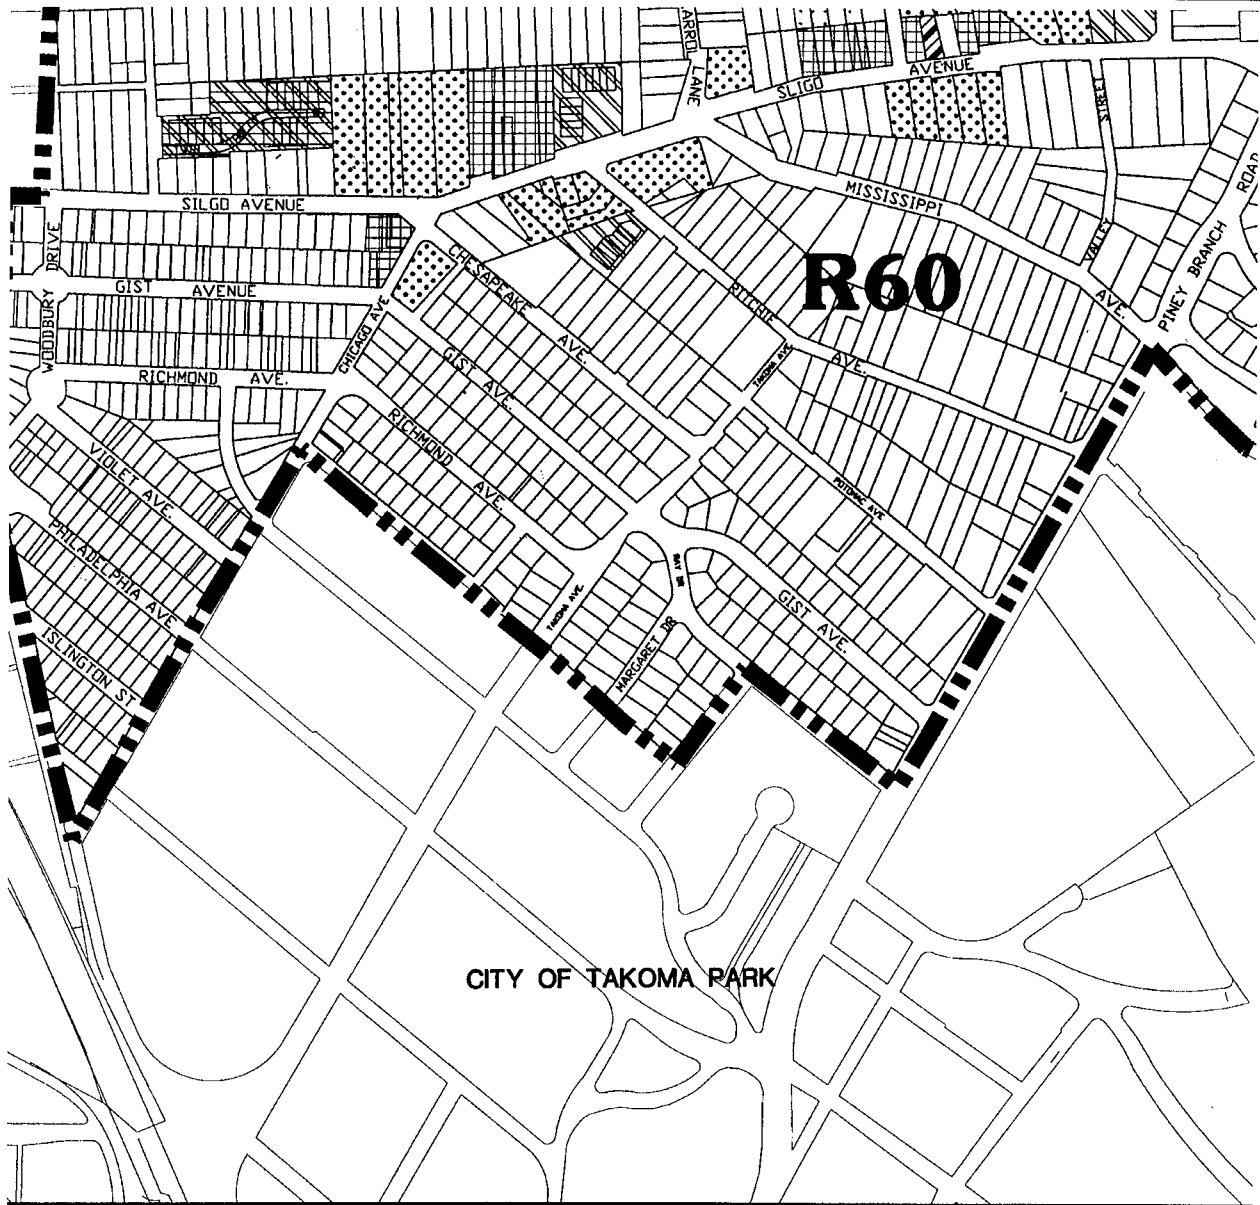 ARROL LANE
SLIGO AVENUE
STREET
VALLEY
PINEY BRANCH ROAD
SILGO AVENUE
MISSISSIPPI AVE.
WOODBURY DRIVE
GIST AVENUE
CHESAPEAKE AVE.
RITCHIE AVE.
R60
CHICAGO AVE
RICHMOND AVE.
GIST AVE.
TAKOMA AVE.
RICHMOND AVE.
VIOLET AVE.
POTOMAC AVE
PHILADELPHIA AVE
RAY DR
TAKOMA AVE.
GIST AVE.
ISLINGTON ST
MARGARET DR
CITY OF TAKOMA PARK